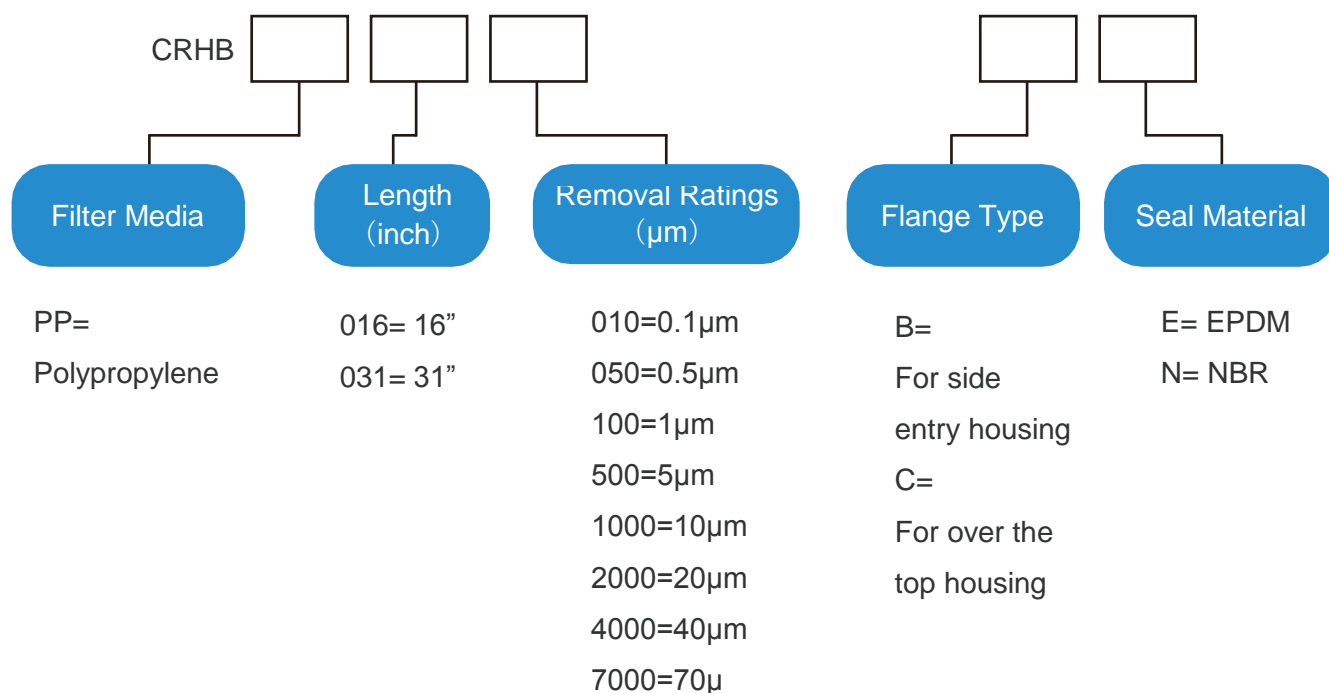 CRHB
Filter Media
Length
（inch）
Removal Ratings
（μm）
Flange Type
Seal Material
PP=
Polypropylene
016= 16”
031= 31”
010=0.1μm
050=0.5μm
100=1μm
500=5μm
1000=10μm
2000=20μm
4000=40μm
7000=70μ
B=
For side
entry housing
C=
For over the
top housing
E= EPDM
N= NBR